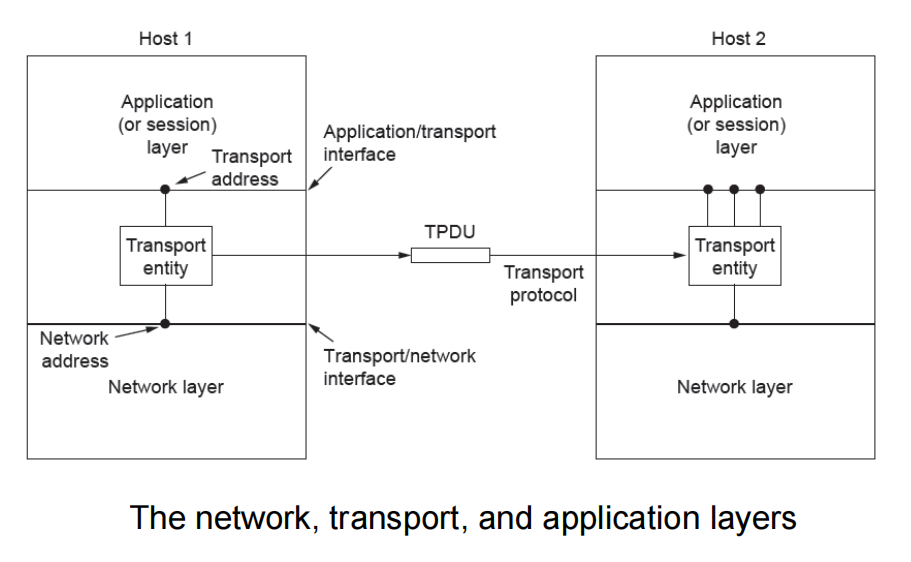 Host 1
Host 2
Application
(or session)
layer
Transport
address
Application/transport
interface
Application
(or session)
layer
Transport
entity
TPDU
Transport
protocol
Transport
entity
Network
address
Transport/network
interface
Network layer
Network layer
The network, transport, and application layers